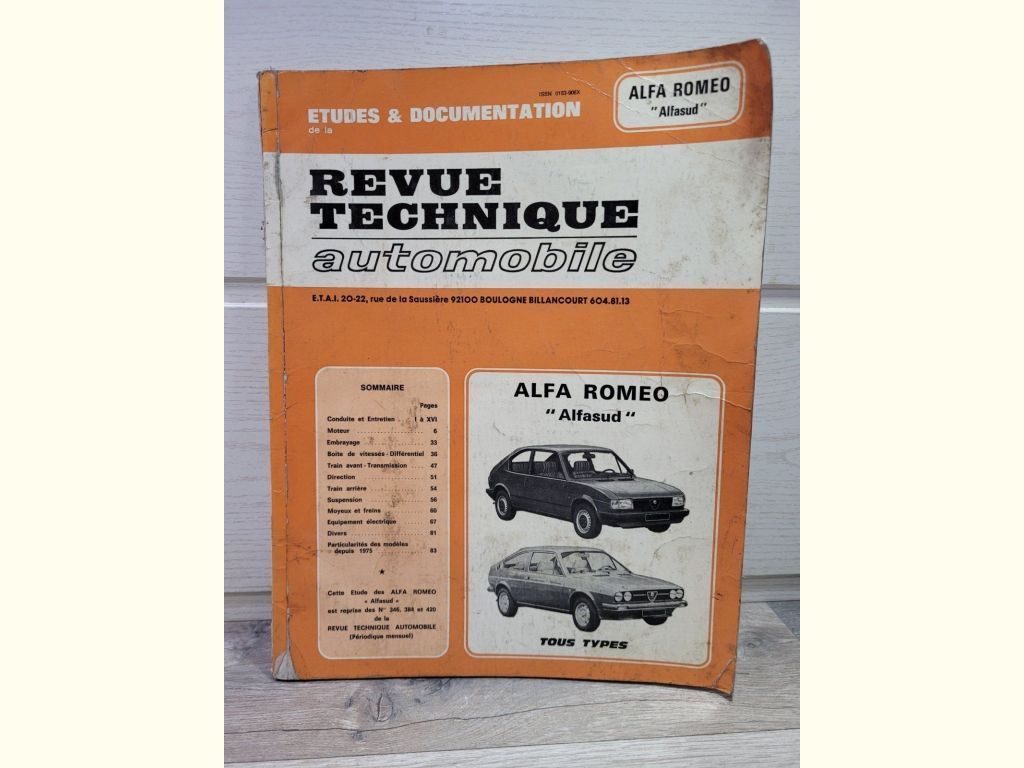 ISSN 0153-906X
ETUDES & DOCUMENTATION
de la
ALFA ROMEO
"Alfasud"
REVUE
TECHNIQUE
automobile
E.T.A.I. 20-22, rue de la Saussière 92100 BOULOGNE BILLANCOURT 604.81.13
SOMMAIRE
Pages
Conduite et Entretien . . . I à XVI
Moteur . . . . . . . . . . . . . . . . . . 6
Embrayage . . . . . . . . . . . . . . . 33
Boite de vitesses - Différentiel 36
Train avant - Transmission . . . . 47
Direction . . . . . . . . . . . . . . . . 51
Train arrière . . . . . . . . . . . . . 54
Suspension . . . . . . . . . . . . . . 56
Moyeux et freins . . . . . . . . . . 60
Equipement électrique . . . . . . 67
Divers . . . . . . . . . . . . . . . . . . 81
Particularités des modèles
depuis 1975 . . . . . . . . . . . . 83
★
Cette Etude des ALFA ROMEO
« Alfasud »
est reprise des N° 346, 384 et 420
de la
REVUE TECHNIQUE AUTOMOBILE
(Périodique mensuel)
ALFA ROMEO
"Alfasud"
TOUS TYPES